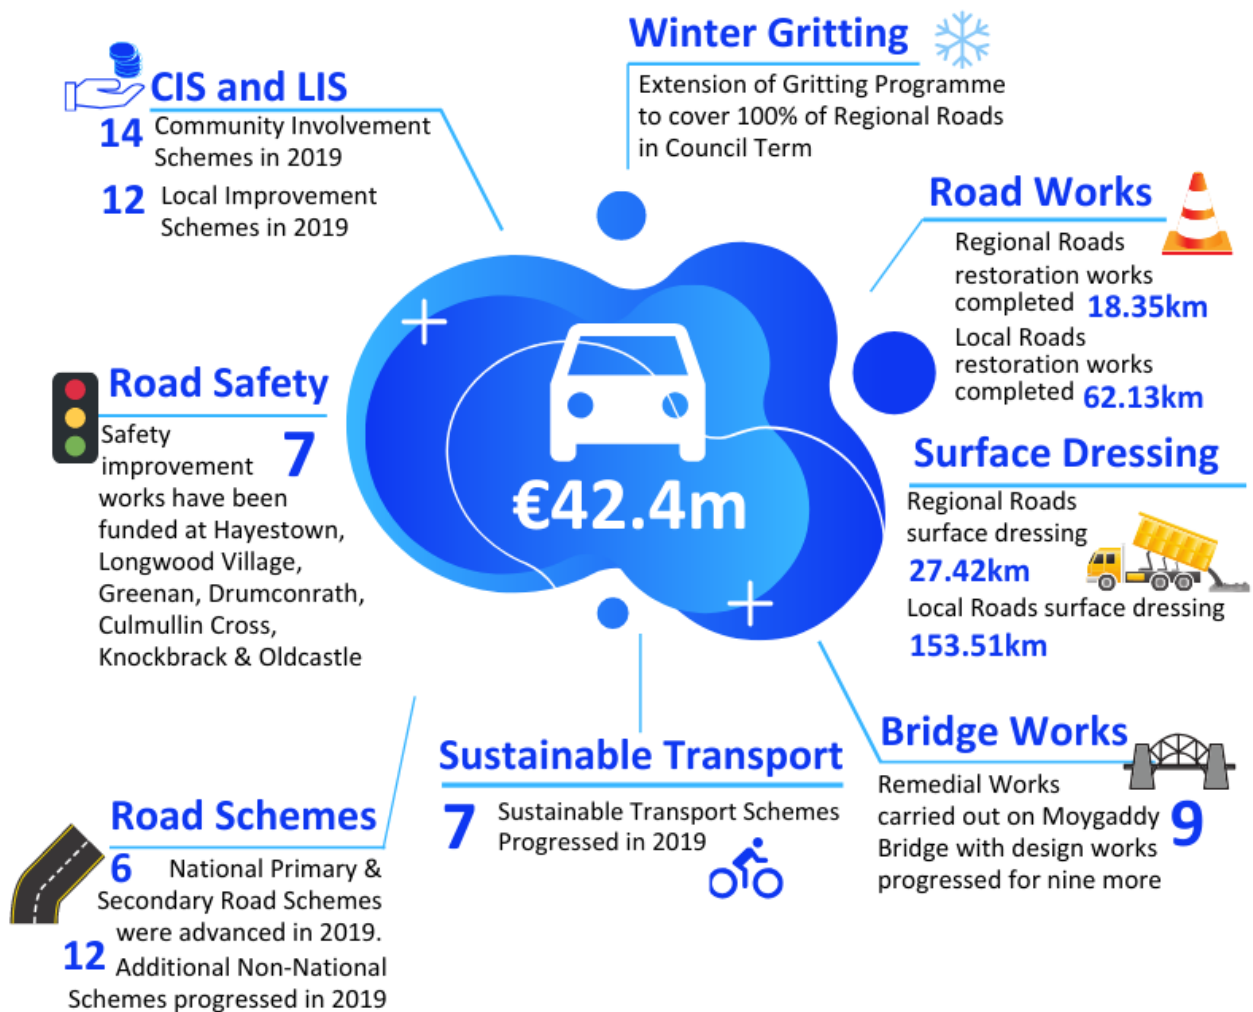 Winter Gritting
Extension of Gritting Programme
to cover 100% of Regional Roads
in Council Term
CIS and LIS
14 Community Involvement
Schemes in 2019
12 Local Improvement
Schemes in 2019
Road Works
Regional Roads
restoration works
completed 18.35km
Local Roads
restoration works
completed 62.13km
Road Safety
Safety
improvement 7
works have been
funded at Hayestown,
Longwood Village,
Greenan, Drumconrath,
Culmullin Cross,
Knockbrack & Oldcastle
€42.4m
Surface Dressing
Regional Roads
surface dressing
27.42km
Local Roads surface dressing
153.51km
Bridge Works
Remedial Works
carried out on Moygaddy 9
Bridge with design works
progressed for nine more
Sustainable Transport
7 Sustainable Transport Schemes
Progressed in 2019
Road Schemes
6 National Primary &
Secondary Road Schemes
were advanced in 2019.
12 Additional Non-National
Schemes progressed in 2019